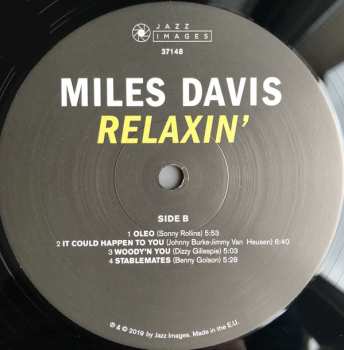 JAZZ
IMAGES
37148
MILES DAVIS
RELAXIN'
SIDE B
1 OLEO (Sonny Rollins) 5:53
2 IT COULD HAPPEN TO YOU (Johnny Burke-Jimmy Van Heusen) 6:40
3 WOODY'N YOU (Dizzy Gillespie) 5:03
4 STABLEMATES (Benny Golson) 5:28
℗ & © 2019 by Jazz Images. Made in the E.U.